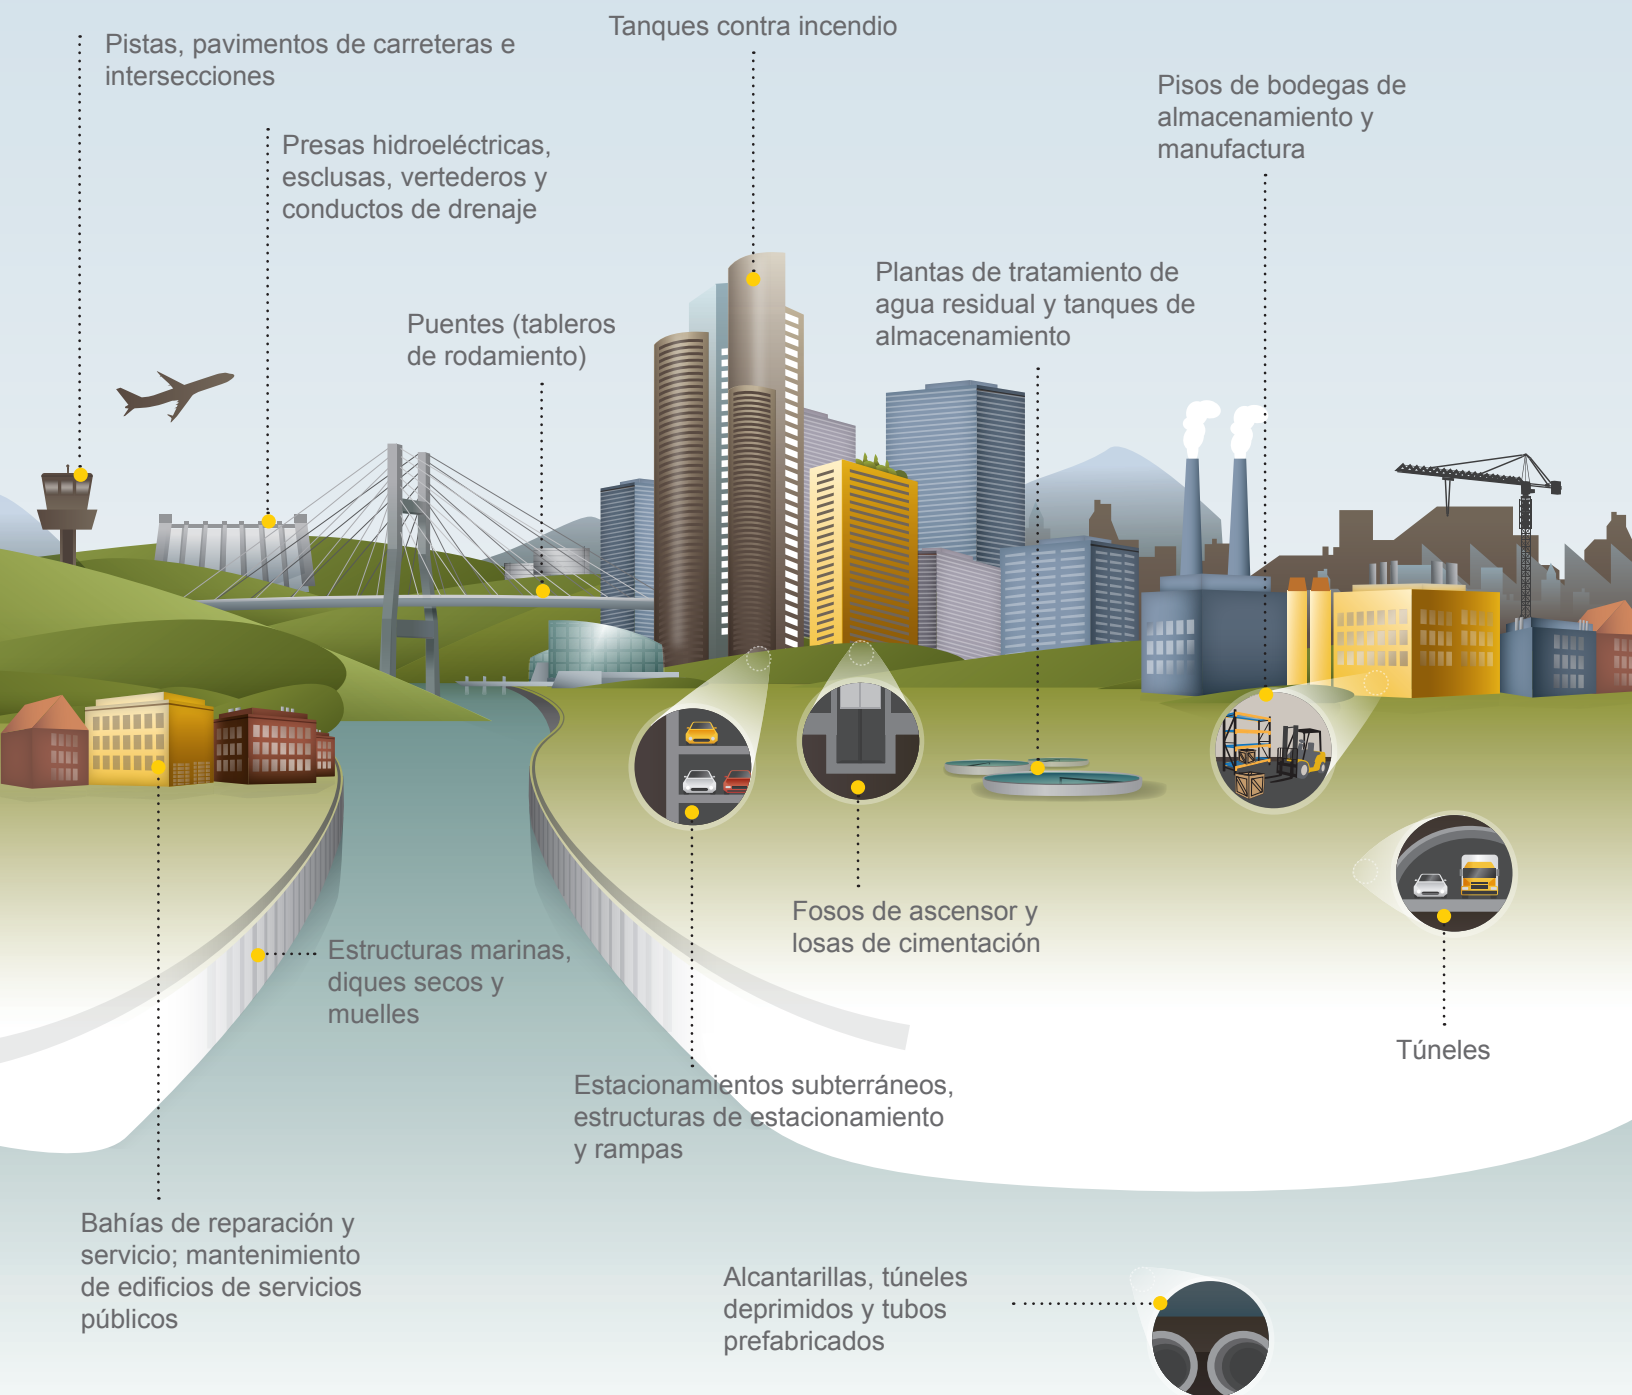 Pistas, pavimentos de carreteras e
intersecciones
Tanques contra incendio
Pisos de bodegas de
almacenamiento y
manufactura
Presas hidroeléctricas,
esclusas, vertederos y
conductos de drenaje
Plantas de tratamiento de
agua residual y tanques de
almacenamiento
Puentes (tableros
de rodamiento)
Fosos de ascensor y
losas de cimentación
Estructuras marinas,
diques secos y
muelles
Túneles
Estacionamientos subterráneos,
estructuras de estacionamiento
y rampas
Bahías de reparación y
servicio; mantenimiento
de edificios de servicios
públicos
Alcantarillas, túneles
deprimidos y tubos
prefabricados